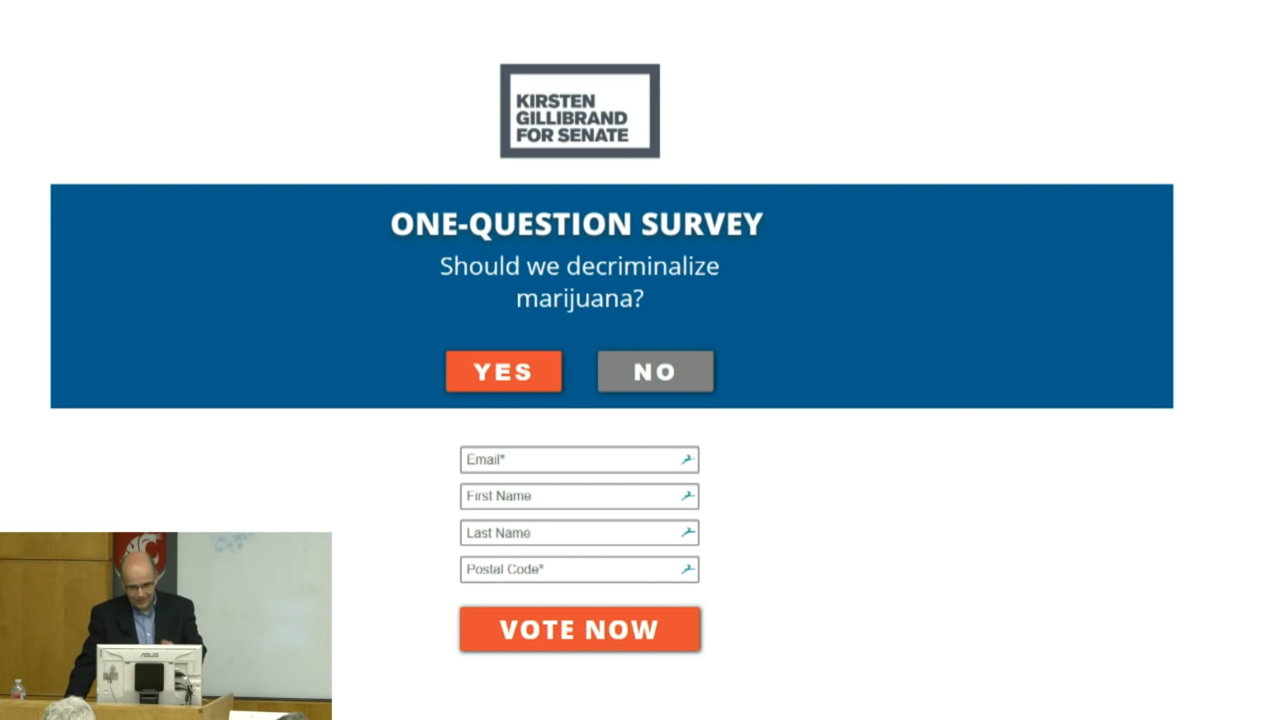 KIRSTEN
GILLIBRAND
FOR SENATE
ONE-QUESTION SURVEY
Should we decriminalize
marijuana?
YES NO
Email*
First Name
Last Name
Postal Code*
VOTE NOW
ASUS